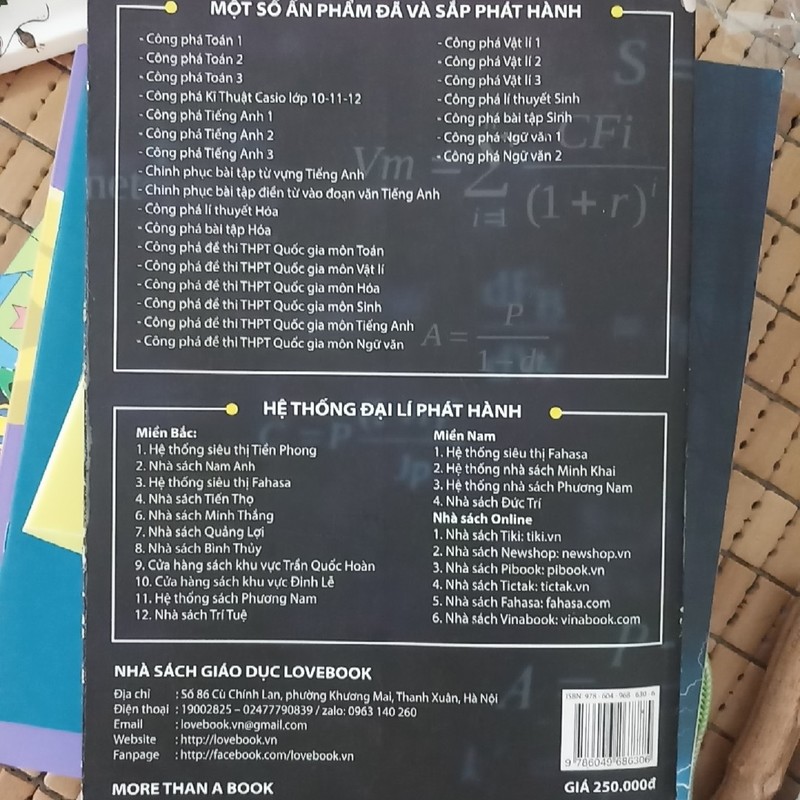 MỘT SỐ ẤN PHẨM ĐÃ VÀ SẮP PHÁT HÀNH
- Công phá Toán 1
- Công phá Toán 2
- Công phá Toán 3
- Công phá Kĩ Thuật Casio lớp 10-11-12
- Công phá Tiếng Anh 1
- Công phá Tiếng Anh 2
- Công phá Tiếng Anh 3
- Chinh phục bài tập từ vựng Tiếng Anh
- Chinh phục bài tập điền từ vào đoạn văn Tiếng Anh
- Công phá lí thuyết Hóa
- Công phá bài tập Hóa
- Công phá đề thi THPT Quốc gia môn Toán
- Công phá đề thi THPT Quốc gia môn Vật lí
- Công phá đề thi THPT Quốc gia môn Hóa
- Công phá đề thi THPT Quốc gia môn Sinh
- Công phá đề thi THPT Quốc gia môn Tiếng Anh
- Công phá đề thi THPT Quốc gia môn Ngữ văn
- Công phá Vật lí 1
- Công phá Vật lí 2
- Công phá Vật lí 3
- Công phá lí thuyết Sinh
- Công phá bài tập Sinh
- Công phá Ngữ văn 1
- Công phá Ngữ văn 2
HỆ THỐNG ĐẠI LÍ PHÁT HÀNH
Miền Bắc:
1. Hệ thống siêu thị Tiền Phong
2. Nhà sách Nam Anh
3. Hệ thống siêu thị Fahasa
4. Nhà sách Tiến Thọ
6. Nhà sách Minh Thắng
7. Nhà sách Quảng Lợi
8. Nhà sách Bình Thủy
9. Cửa hàng sách khu vực Trần Quốc Hoàn
10. Cửa hàng sách khu vực Đinh Lễ
11. Hệ thống sách Phương Nam
12. Nhà sách Trí Tuệ
Miền Nam
1. Hệ thống siêu thị Fahasa
2. Hệ thống nhà sách Minh Khai
3. Hệ thống nhà sách Phương Nam
4. Nhà sách Đức Trí
Nhà sách Online
1. Nhà sách Tiki: tiki.vn
2. Nhà sách Newshop: newshop.vn
3. Nhà sách Pibook: pibook.vn
4. Nhà sách Tictak: tictak.vn
5. Nhà sách Fahasa: fahasa.com
6. Nhà sách Vinabook: vinabook.com
NHÀ SÁCH GIÁO DỤC LOVEBOOK
Địa chỉ : Số 86 Cù Chính Lan, phường Khương Mai, Thanh Xuân, Hà Nội
Điện thoại : 19002825 – 02477790839 / zalo: 0963 140 260
Email : lovebook.vn@gmail.com
Website : http://lovebook.vn
Fanpage : http://facebook.com/lovebook.vn
MORE THAN A BOOK
ISBN: 978 - 604 - 968 - 630 - 6
9 786049 686306
GIÁ 250.000đ